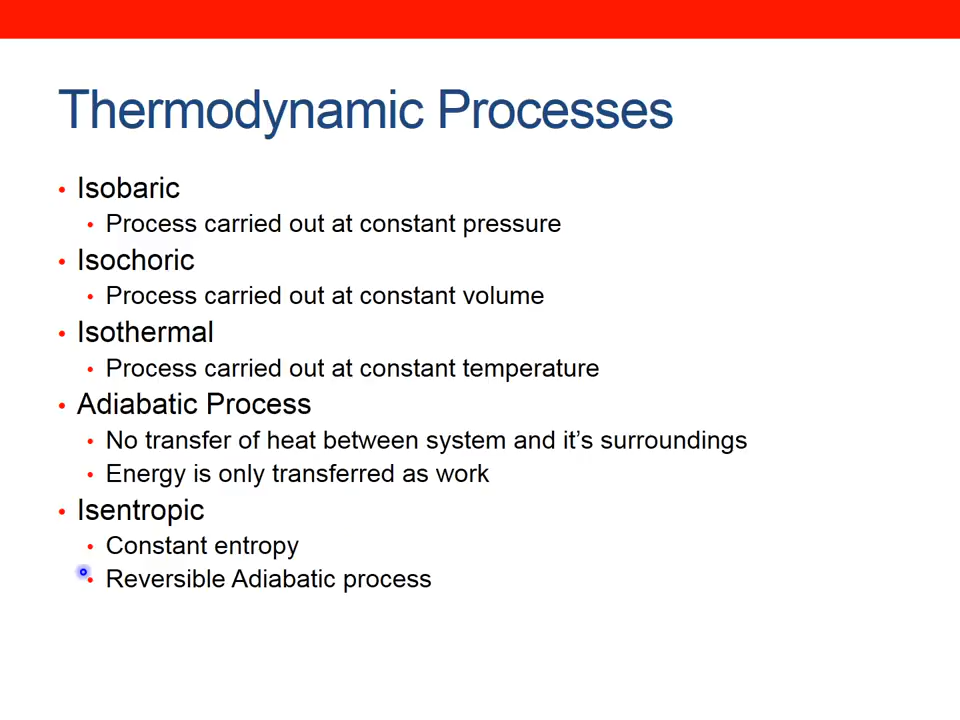 Thermodynamic Processes
• Isobaric
• Process carried out at constant pressure
• Isochoric
• Process carried out at constant volume
• Isothermal
• Process carried out at constant temperature
• Adiabatic Process
• No transfer of heat between system and it's surroundings
• Energy is only transferred as work
• Isentropic
• Constant entropy
• Reversible Adiabatic process